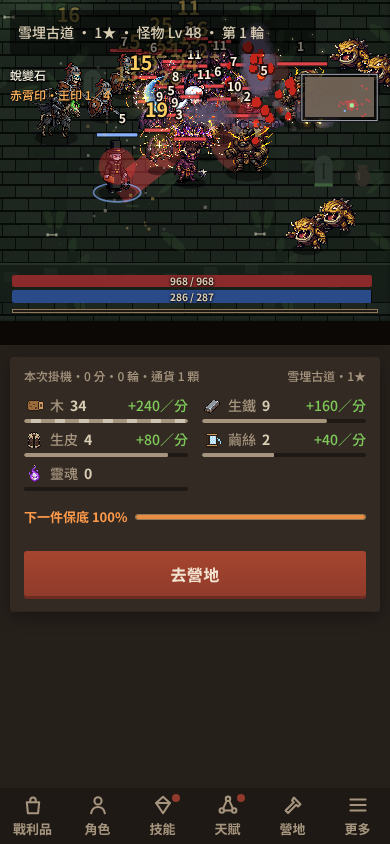 雪埋古道 · 1★ · 怪物 Lv 48 · 第 1 輪
蛻變石
赤霄印·王印 1
968 / 968
286 / 287
本次掛機·0 分·0 輪·通貨 1 顆
雪埋古道·1★
木 34 +240／分
生鐵 9 +160／分
生皮 4 +80／分
繭絲 2 +40／分
靈魂 0
下一件保底 100%
去營地
戰利品
角色
技能
天賦
營地
更多